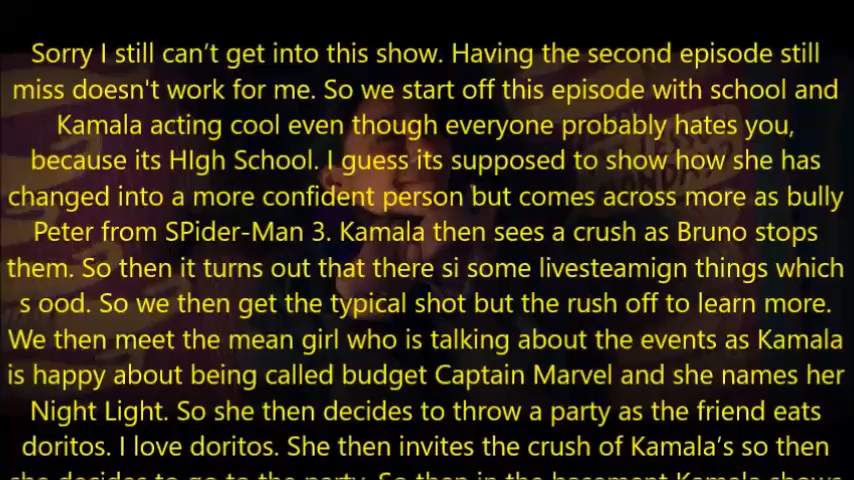 Sorry I still can't get into this show. Having the second episode still
miss doesn't work for me. So we start off this episode with school and
Kamala acting cool even though everyone probably hates you,
because its HIgh School. I guess its supposed to show how she has
changed into a more confident person but comes across more as bully
Peter from SPider-Man 3. Kamala then sees a crush as Bruno stops
them. So then it turns out that there si some livesteamign things which
s ood. So we then get the typical shot but the rush off to learn more.
We then meet the mean girl who is talking about the events as Kamala
is happy about being called budget Captain Marvel and she names her
Night Light. So she then decides to throw a party as the friend eats
doritos. I love doritos. She then invites the crush of Kamala's so then
she decides to go to the party. So then in the basement Kamala shows